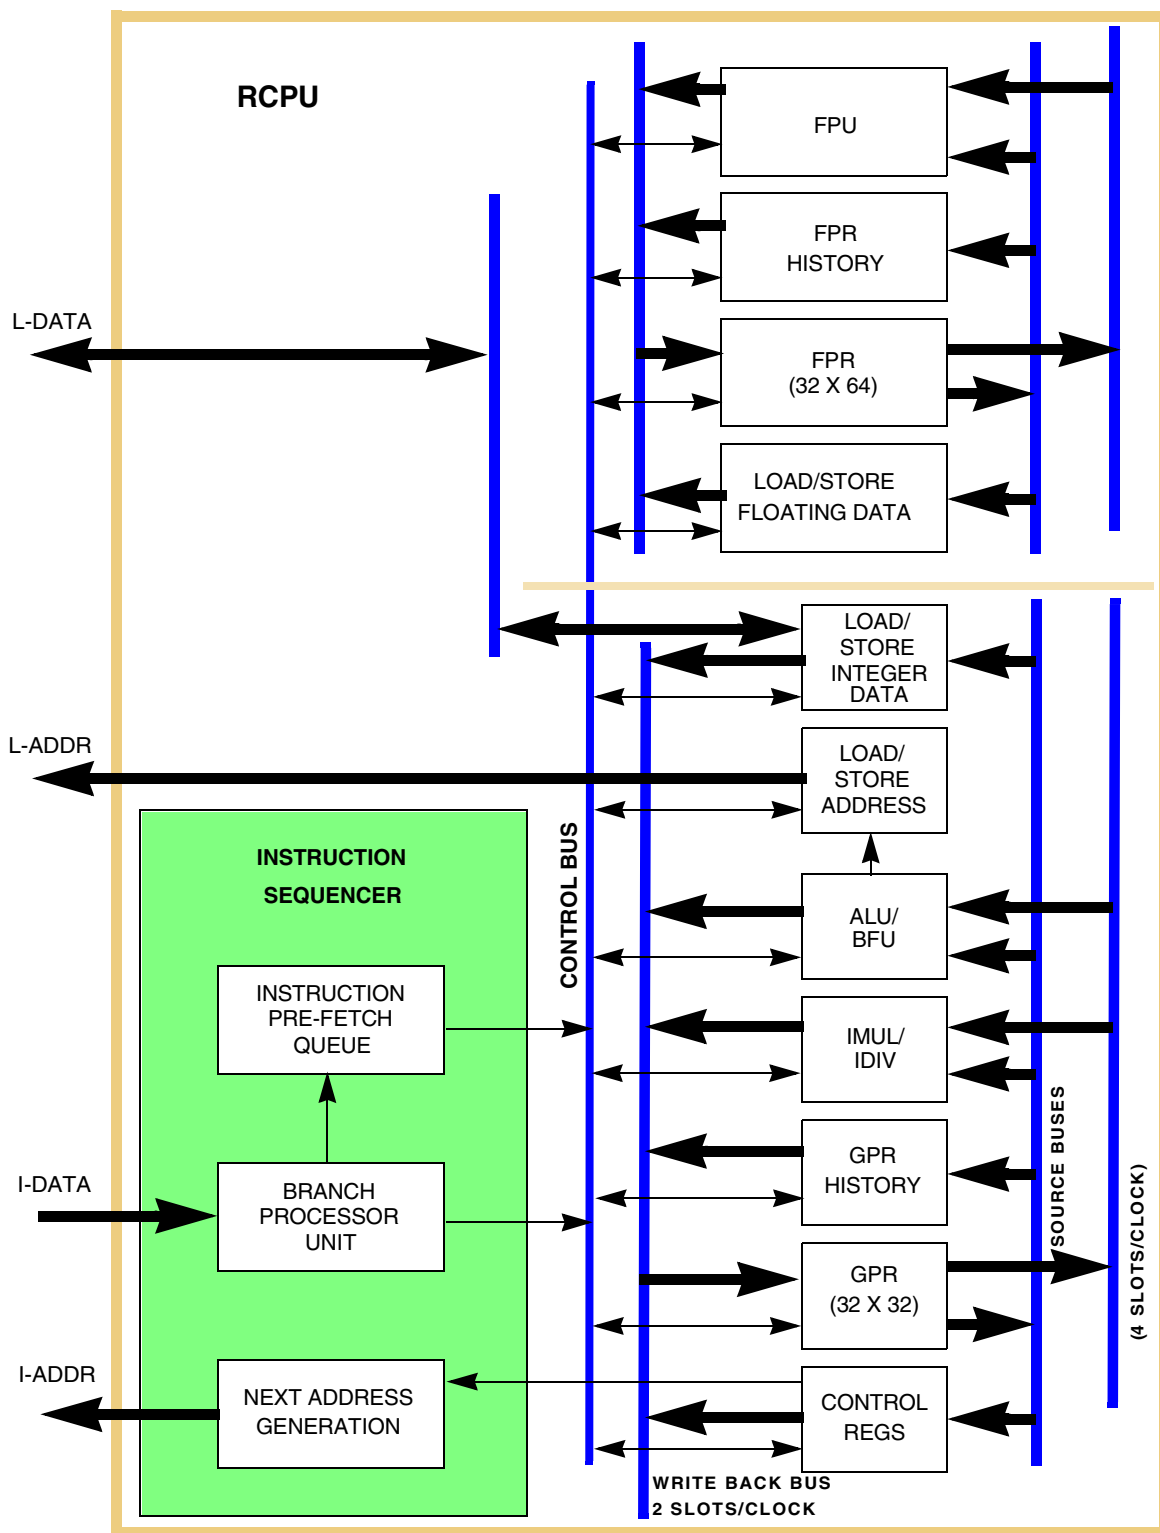 RCPU
FPU
FPR
HISTORY
L-DATA
FPR
(32 X 64)
LOAD/STORE
FLOATING DATA
LOAD/
STORE
INTEGER
DATA
L-ADDR
LOAD/
STORE
ADDRESS
INSTRUCTION
SEQUENCER
CONTROL BUS
ALU/
BFU
INSTRUCTION
PRE-FETCH
QUEUE
IMUL/
IDIV
SOURCE BUSES
(4 SLOTS/CLOCK)
GPR
HISTORY
I-DATA
BRANCH
PROCESSOR
UNIT
GPR
(32 X 32)
I-ADDR
NEXT ADDRESS
GENERATION
CONTROL
REGS
WRITE BACK BUS
2 SLOTS/CLOCK